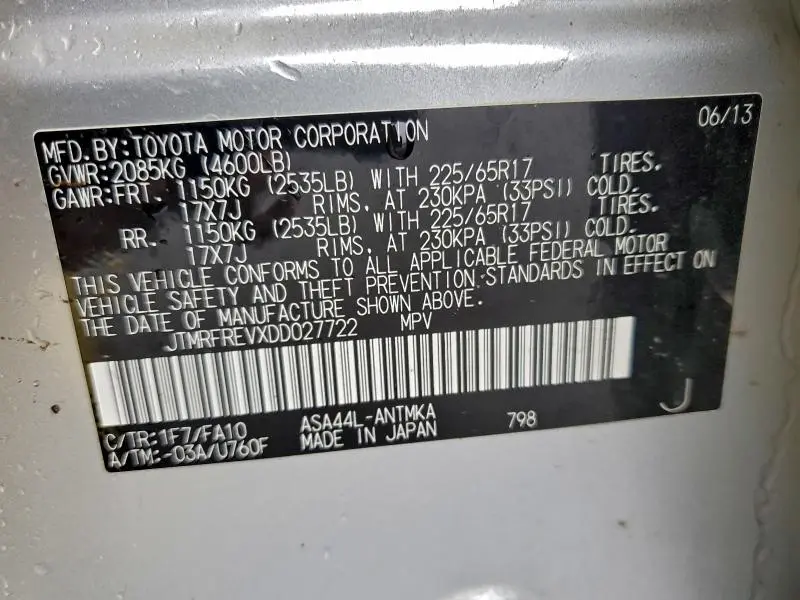 06/13
MFD.BY:TOYOTA MOTOR CORPORATION
GVWR:2085KG (4600LB)
GAWR:FRT. 1150KG (2535LB) WITH 225/65R17 TIRES.
17X7J RIMS, AT 230KPA (33PSI) COLD.
RR. 1150KG (2535LB) WITH 225/65R17 TIRES.
17X7J RIMS, AT 230KPA (33PSI) COLD.
THIS VEHICLE CONFORMS TO ALL APPLICABLE FEDERAL MOTOR
VEHICLE SAFETY AND THEFT PREVENTION STANDARDS IN EFFECT ON
THE DATE OF MANUFACTURE SHOWN ABOVE.
JTMRFREVXDD027722 MPV
C/TR:1F7/FA10 ASA44L-ANTMKA 798 J
A/TM:-03A/U760F MADE IN JAPAN